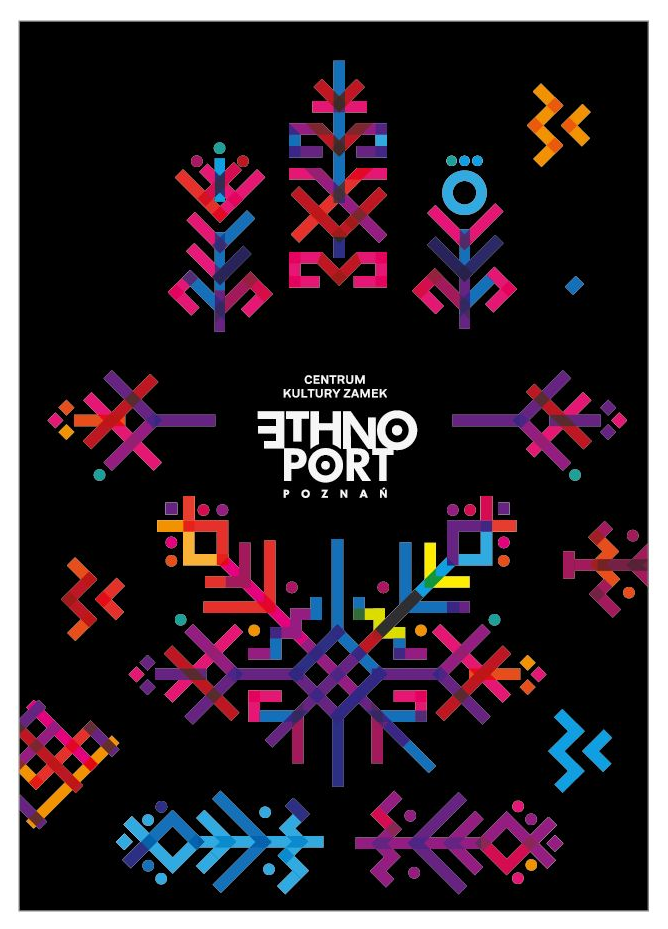 CENTRUM
KULTURY ZAMEK
ETHNO
PORT
POZNAŃ